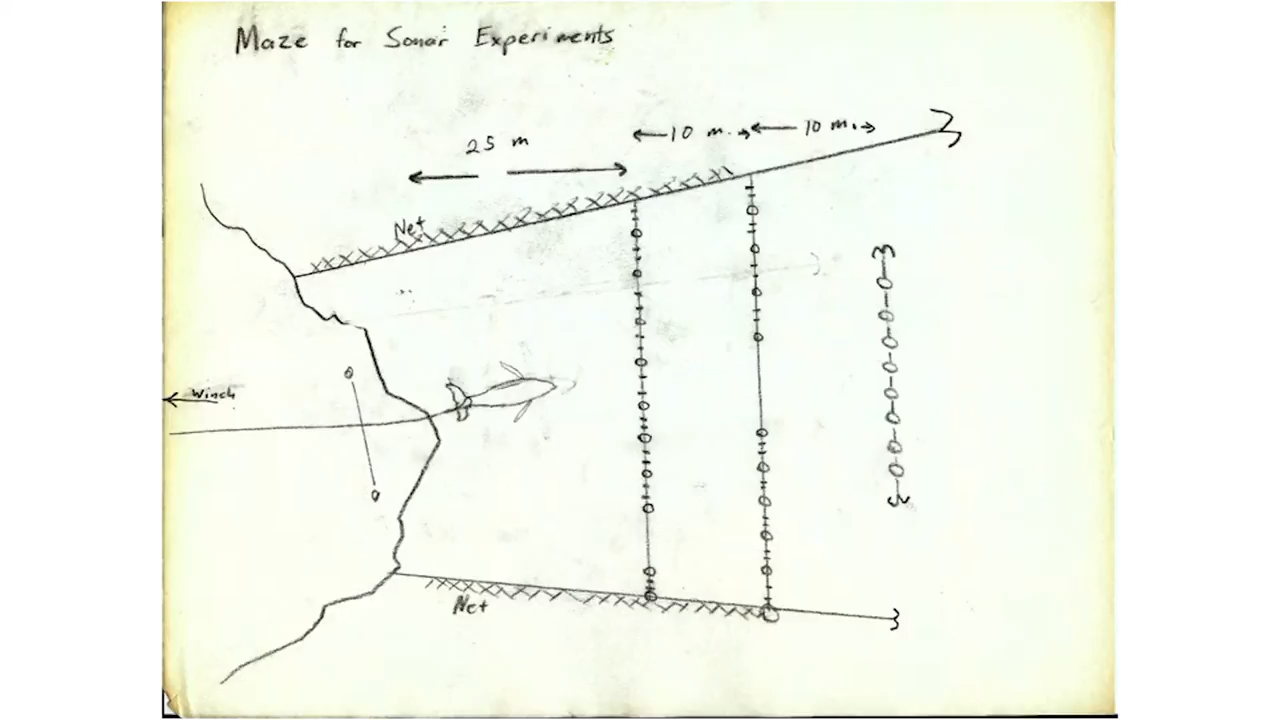 Maze for Sonar Experiments
25 m
10 m.
10 m.
Net
Winch
Net